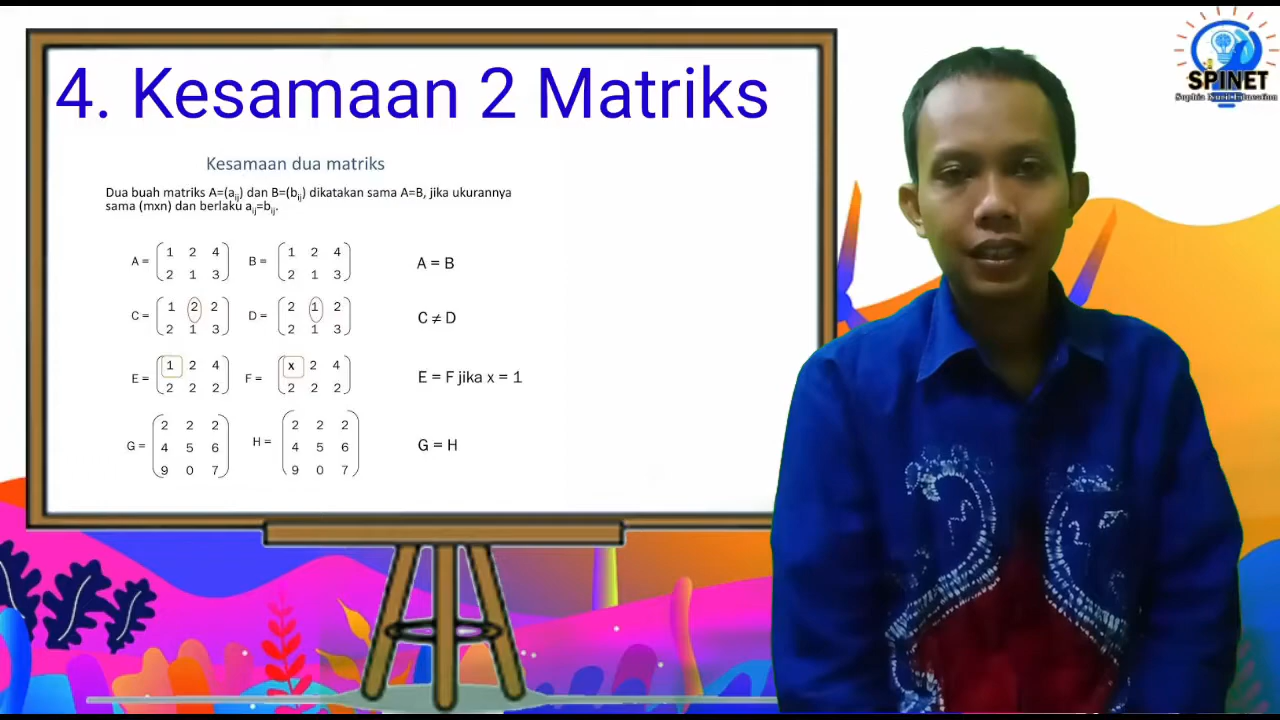 4. Kesamaan 2 Matriks
SPINET
Kesamaan dua matriks
Dua buah matriks A=(aij) dan B=(bij) dikatakan sama A=B, jika ukurannya
sama (mxn) dan berlaku aij=bij.
A = 1 2 4 B = 1 2 4 A = B
2 1 3 2 1 3
C = 1 2 2 D = 2 1 2 C ≠ D
2 1 3 2 1 3
E = 1 2 4 F = x 2 4 E = F jika x = 1
2 2 2 2 2 2
G = 2 2 2 H = 2 2 2 G = H
4 5 6 4 5 6
9 0 7 9 0 7